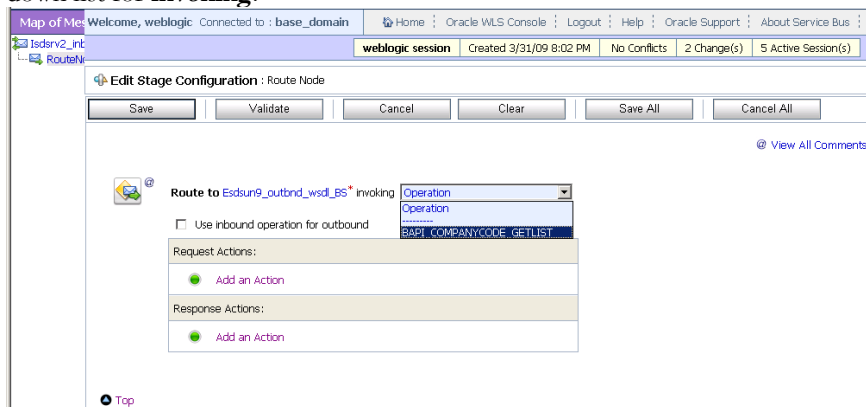 down list for invoking.
Map of Mes
Welcome, weblogic Connected to : base_domain Home Oracle WLS Console Logout Help Oracle Support About Service Bus
Isdsrv2_inb
weblogic session Created 3/31/09 8:02 PM No Conflicts 2 Change(s) 5 Active Session(s)
RouteN
Edit Stage Configuration : Route Node
Save Validate Cancel Clear Save All Cancel All
@ View All Comments
@
Route to Esdsun9_outbnd_wsdl_BS* invoking Operation
Operation
---------
Use inbound operation for outbound
BAPI_COMPANYCODE_GETLIST
Request Actions:
Add an Action
Response Actions:
Add an Action
Top